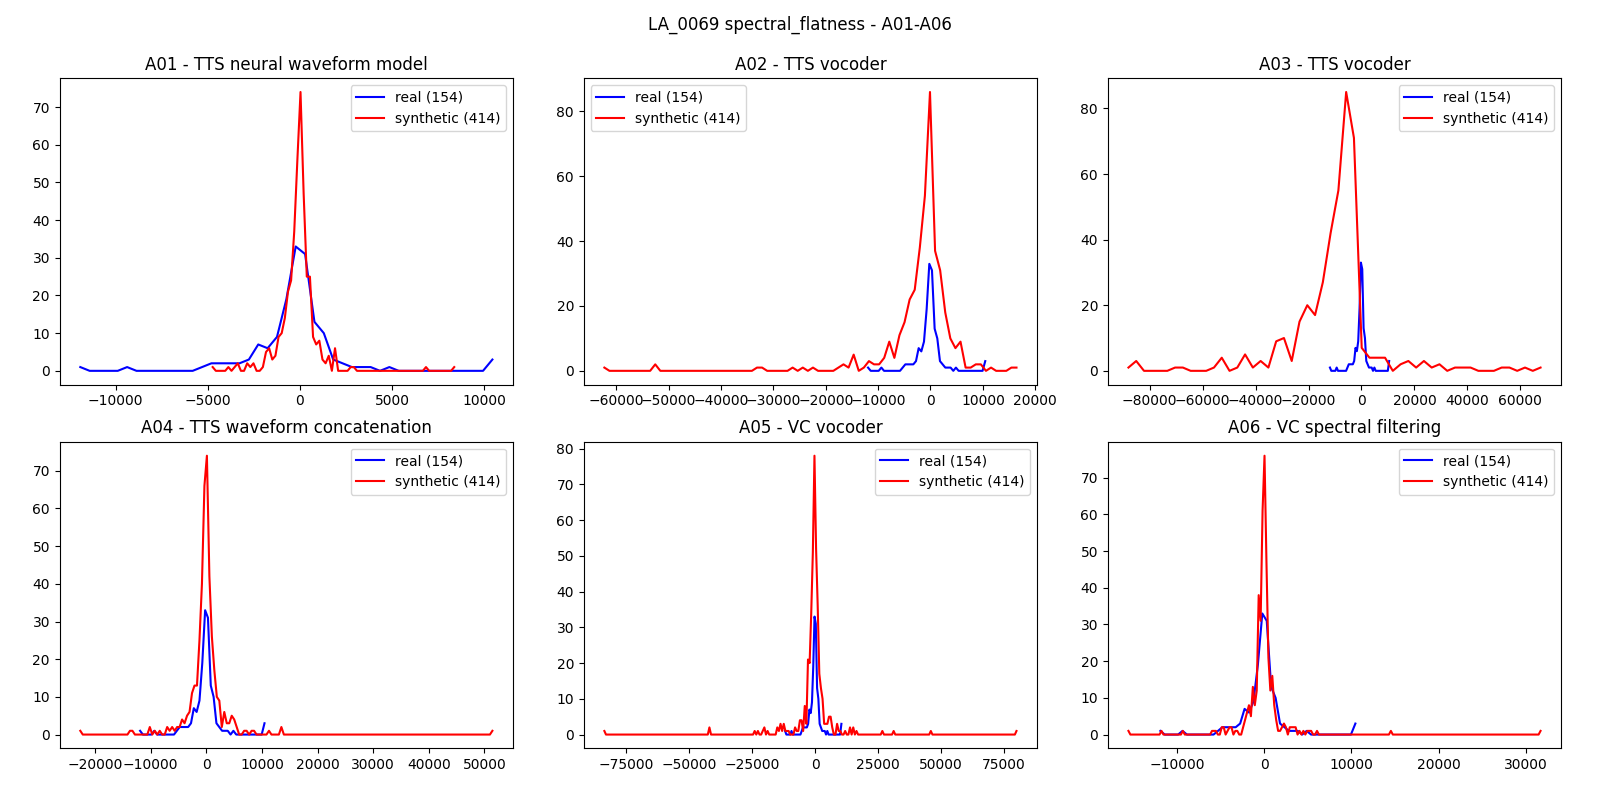 LA_0069 spectral_flatness - A01-A06
A01 - TTS neural waveform model
real (154)
synthetic (414)
70
60
50
40
30
20
10
0
−10000 −5000 0 5000 10000
A02 - TTS vocoder
real (154)
synthetic (414)
80
60
40
20
0
−60000 −50000 −40000 −30000 −20000 −10000 0 10000 20000
A03 - TTS vocoder
real (154)
synthetic (414)
80
60
40
20
0
−80000 −60000 −40000 −20000 0 20000 40000 60000
A04 - TTS waveform concatenation
real (154)
synthetic (414)
70
60
50
40
30
20
10
0
−20000 −10000 0 10000 20000 30000 40000 50000
A05 - VC vocoder
real (154)
synthetic (414)
80
70
60
50
40
30
20
10
0
−75000 −50000 −25000 0 25000 50000 75000
A06 - VC spectral filtering
real (154)
synthetic (414)
70
60
50
40
30
20
10
0
−10000 0 10000 20000 30000